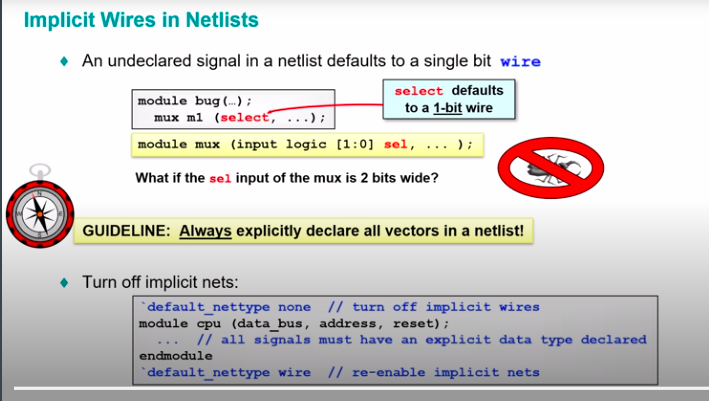 Implicit Wires in Netlists
♦ An undeclared signal in a netlist defaults to a single bit wire
select defaults
to a 1-bit wire
module bug(…);
mux m1 (select, ...);
module mux (input logic [1:0] sel, ... );
What if the sel input of the mux is 2 bits wide?
GUIDELINE: Always explicitly declare all vectors in a netlist!
♦ Turn off implicit nets:
`default_nettype none // turn off implicit wires
module cpu (data_bus, address, reset);
... // all signals must have an explicit data type declared
endmodule
`default_nettype wire // re-enable implicit nets